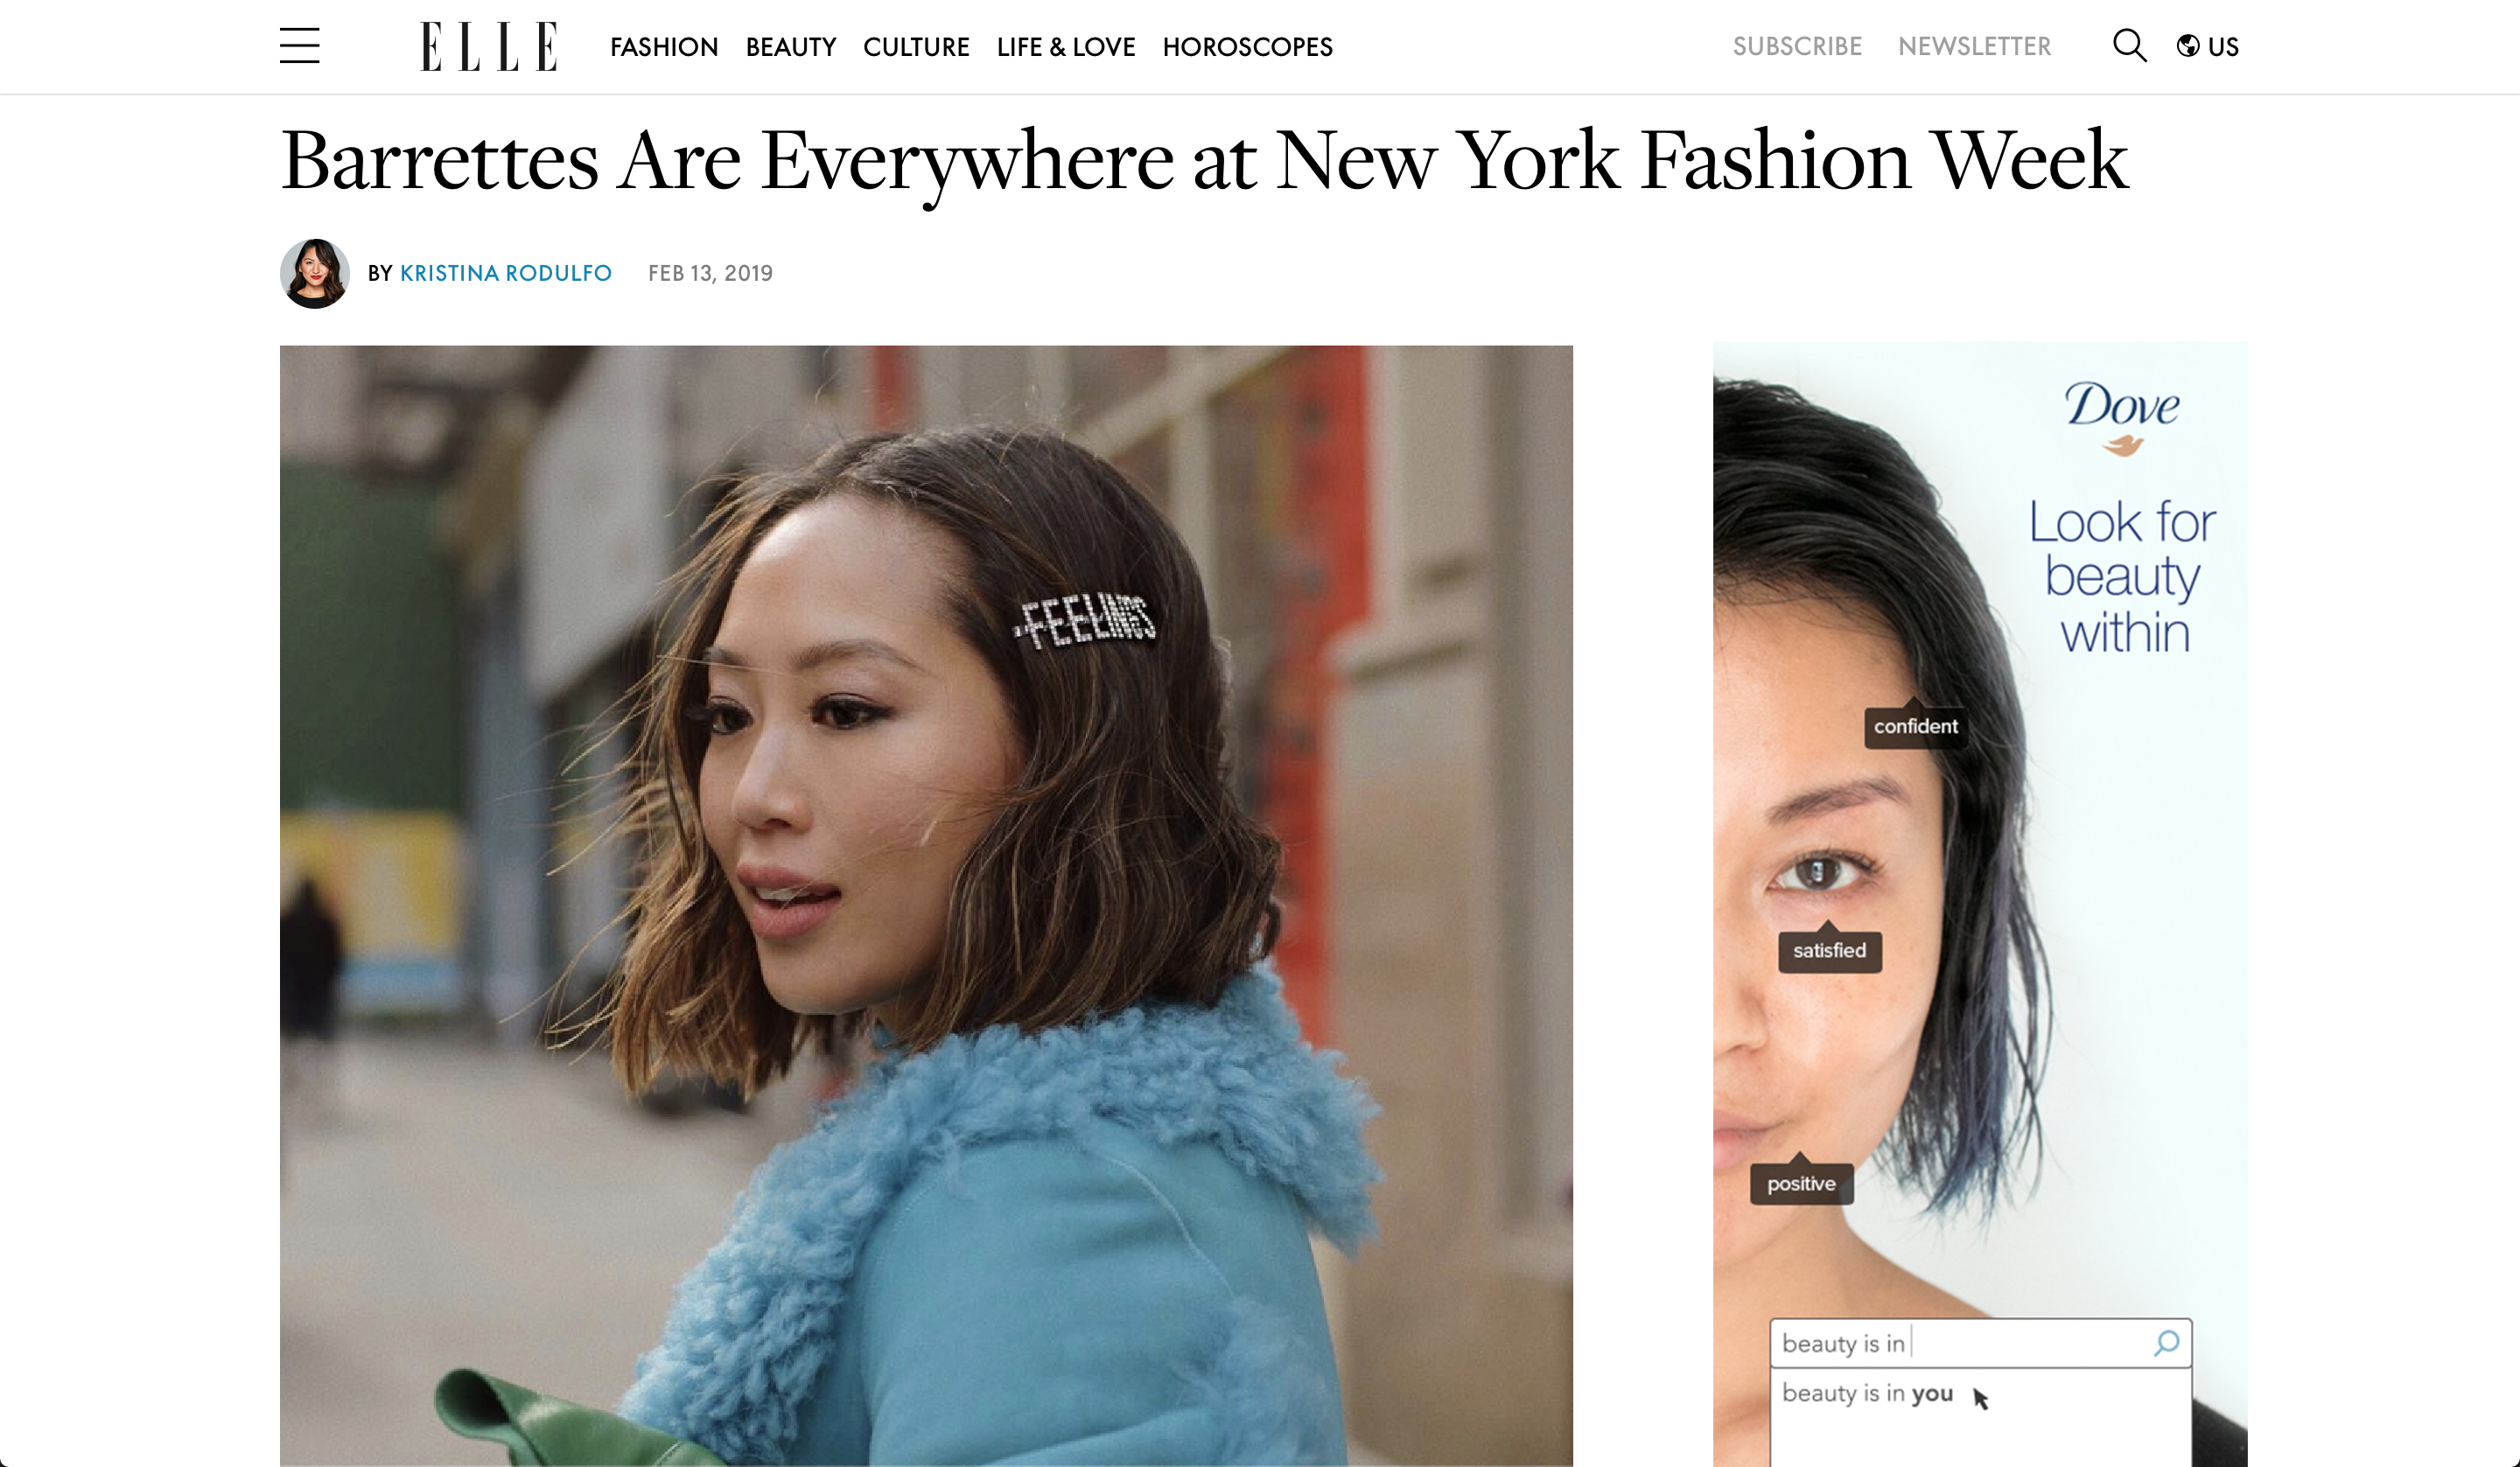 ELLE
FASHION BEAUTY CULTURE LIFE & LOVE HOROSCOPES
SUBSCRIBE NEWSLETTER US
Barrettes Are Everywhere at New York Fashion Week
BY KRISTINA RODULFO FEB 13, 2019
FEELINGS
Dove
Look for
beauty
within
confident
satisfied
positive
beauty is in
beauty is in you